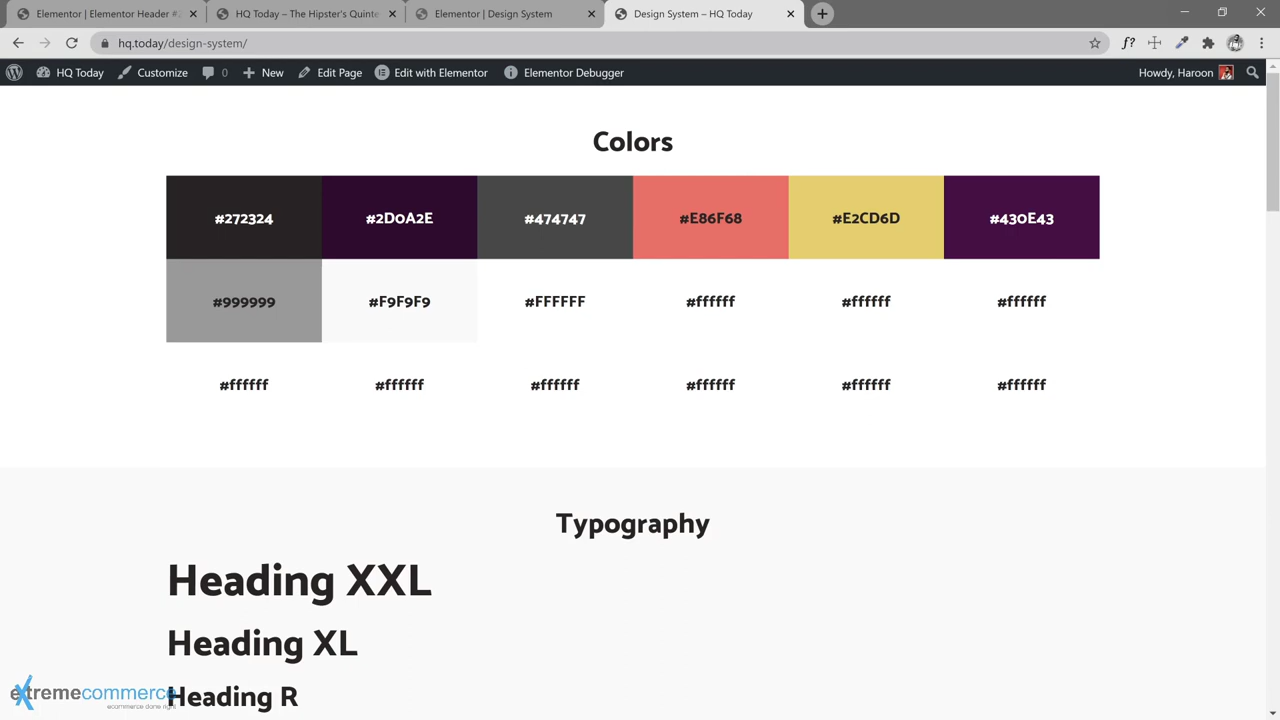 Elementor | Elementor Header #
HQ Today – The Hipster's Quinte
Elementor | Design System
Design System – HQ Today
hq.today/design-system/
f?
HQ Today
Customize
0
New
Edit Page
Edit with Elementor
Elementor Debugger
Howdy, Haroon
Colors
#272324
#2D0A2E
#474747
#E86F68
#E2CD6D
#430E43
#999999
#F9F9F9
#FFFFFF
#ffffff
#ffffff
#ffffff
#ffffff
#ffffff
#ffffff
#ffffff
#ffffff
#ffffff
Typography
Heading XXL
Heading XL
Heading R
extremecommerce
ecommerce done right